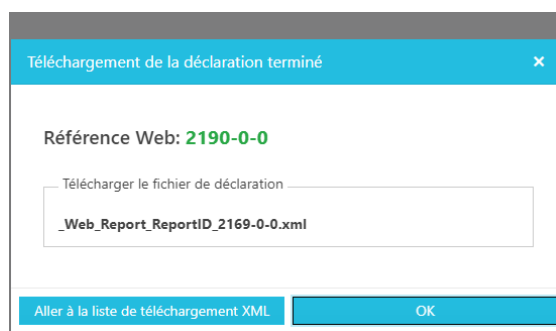 Téléchargement de la déclaration terminé ×
Référence Web: 2190-0-0
Télécharger le fichier de déclaration
_Web_Report_ReportID_2169-0-0.xml
Aller à la liste de téléchargement XML
OK